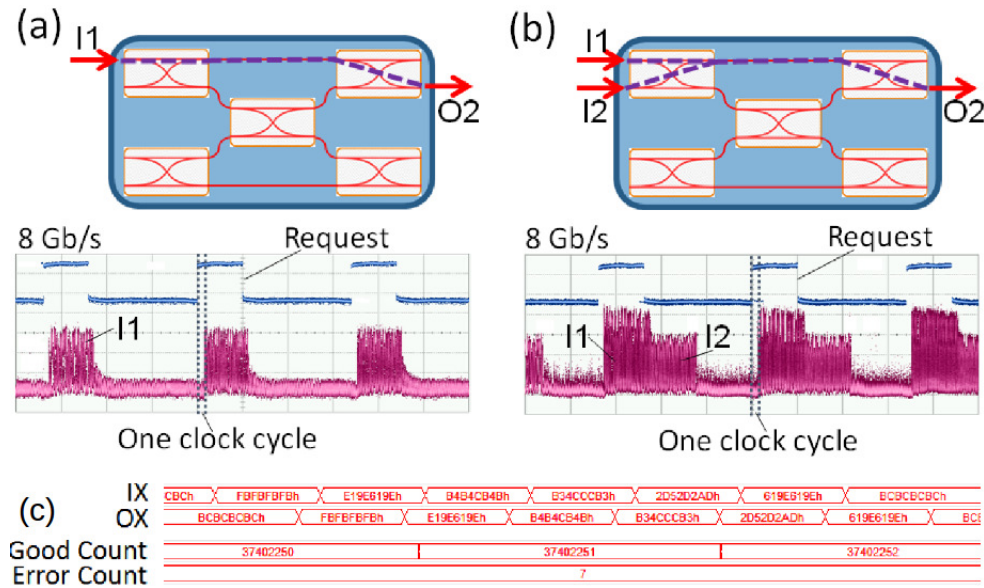 (a)
I1
O2
8 Gb/s
Request
I1
One clock cycle
(b)
I1
I2
O2
8 Gb/s
Request
I1
I2
One clock cycle
(c)
IX CBCh FBFBFBFBh E19E619Eh B4B4CB4Bh B34CCCB3h 2D52D2ADh 619E619Eh BCBCBCBCh
OX BCBCBCBCh FBFBFBFBh E19E619Eh B4B4CB4Bh B34CCCB3h 2D52D2ADh 619E619Eh BCF
Good Count 37402250 37402251 37402252
Error Count 7